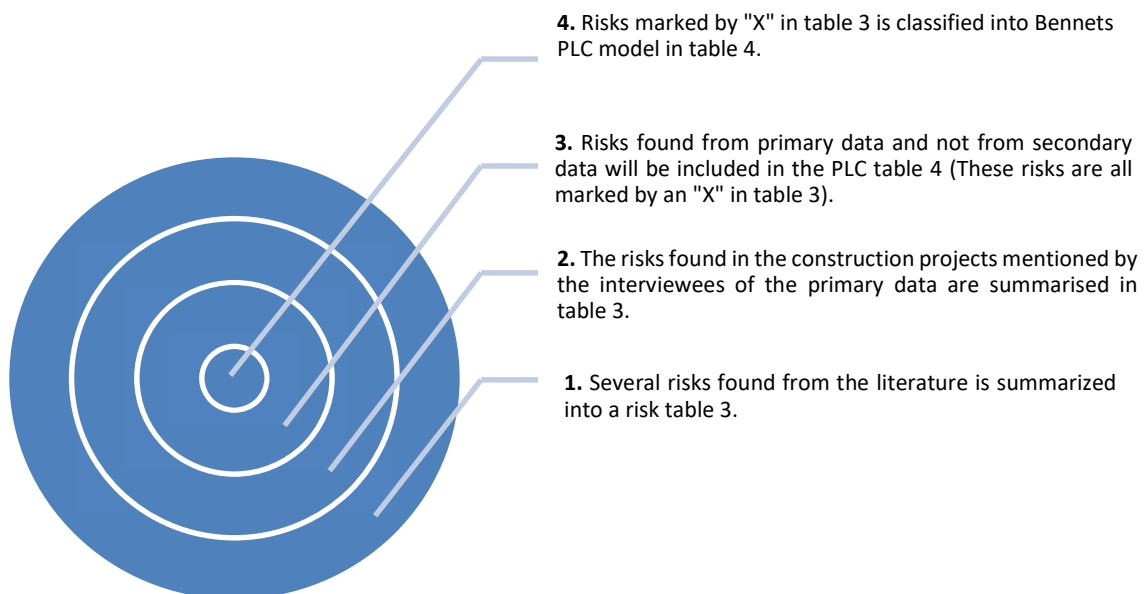 4. Risks marked by "X" in table 3 is classified into Bennets
PLC model in table 4.
3. Risks found from primary data and not from secondary
data will be included in the PLC table 4 (These risks are all
marked by an "X" in table 3).
2. The risks found in the construction projects mentioned by
the interviewees of the primary data are summarised in
table 3.
1. Several risks found from the literature is summarized
into a risk table 3.